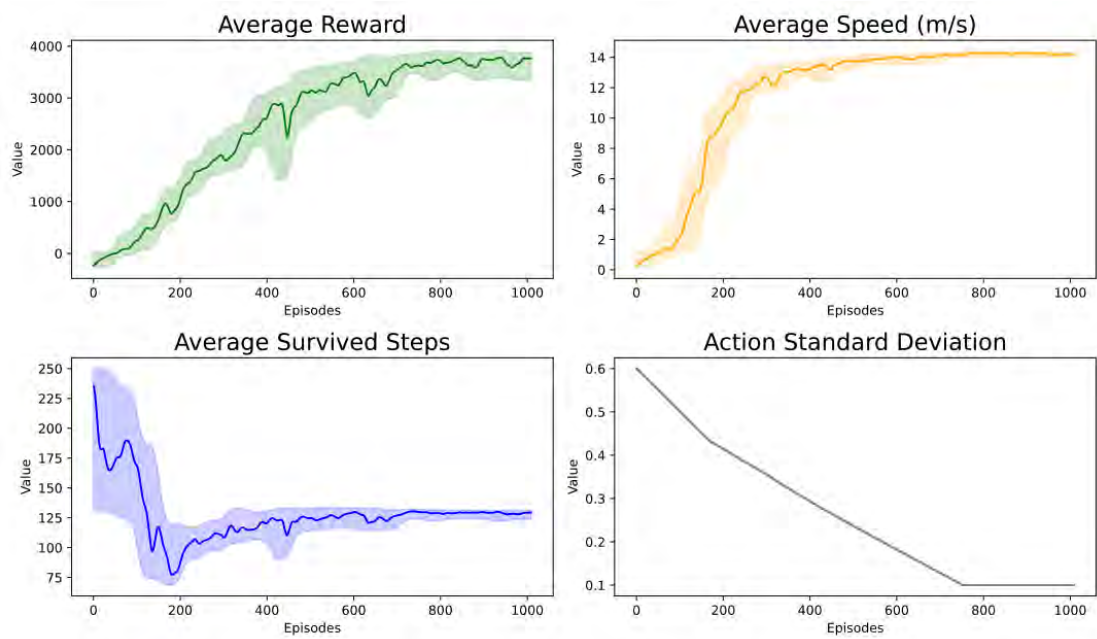 Average Reward
4000
3000
2000
1000
0
Value
0 200 400 600 800 1000
Episodes
Average Speed (m/s)
14
12
10
8
6
4
2
0
Value
0 200 400 600 800 1000
Episodes
Average Survived Steps
250
225
200
175
150
125
100
75
Value
0 200 400 600 800 1000
Episodes
Action Standard Deviation
0.6
0.5
0.4
0.3
0.2
0.1
Value
0 200 400 600 800 1000
Episodes